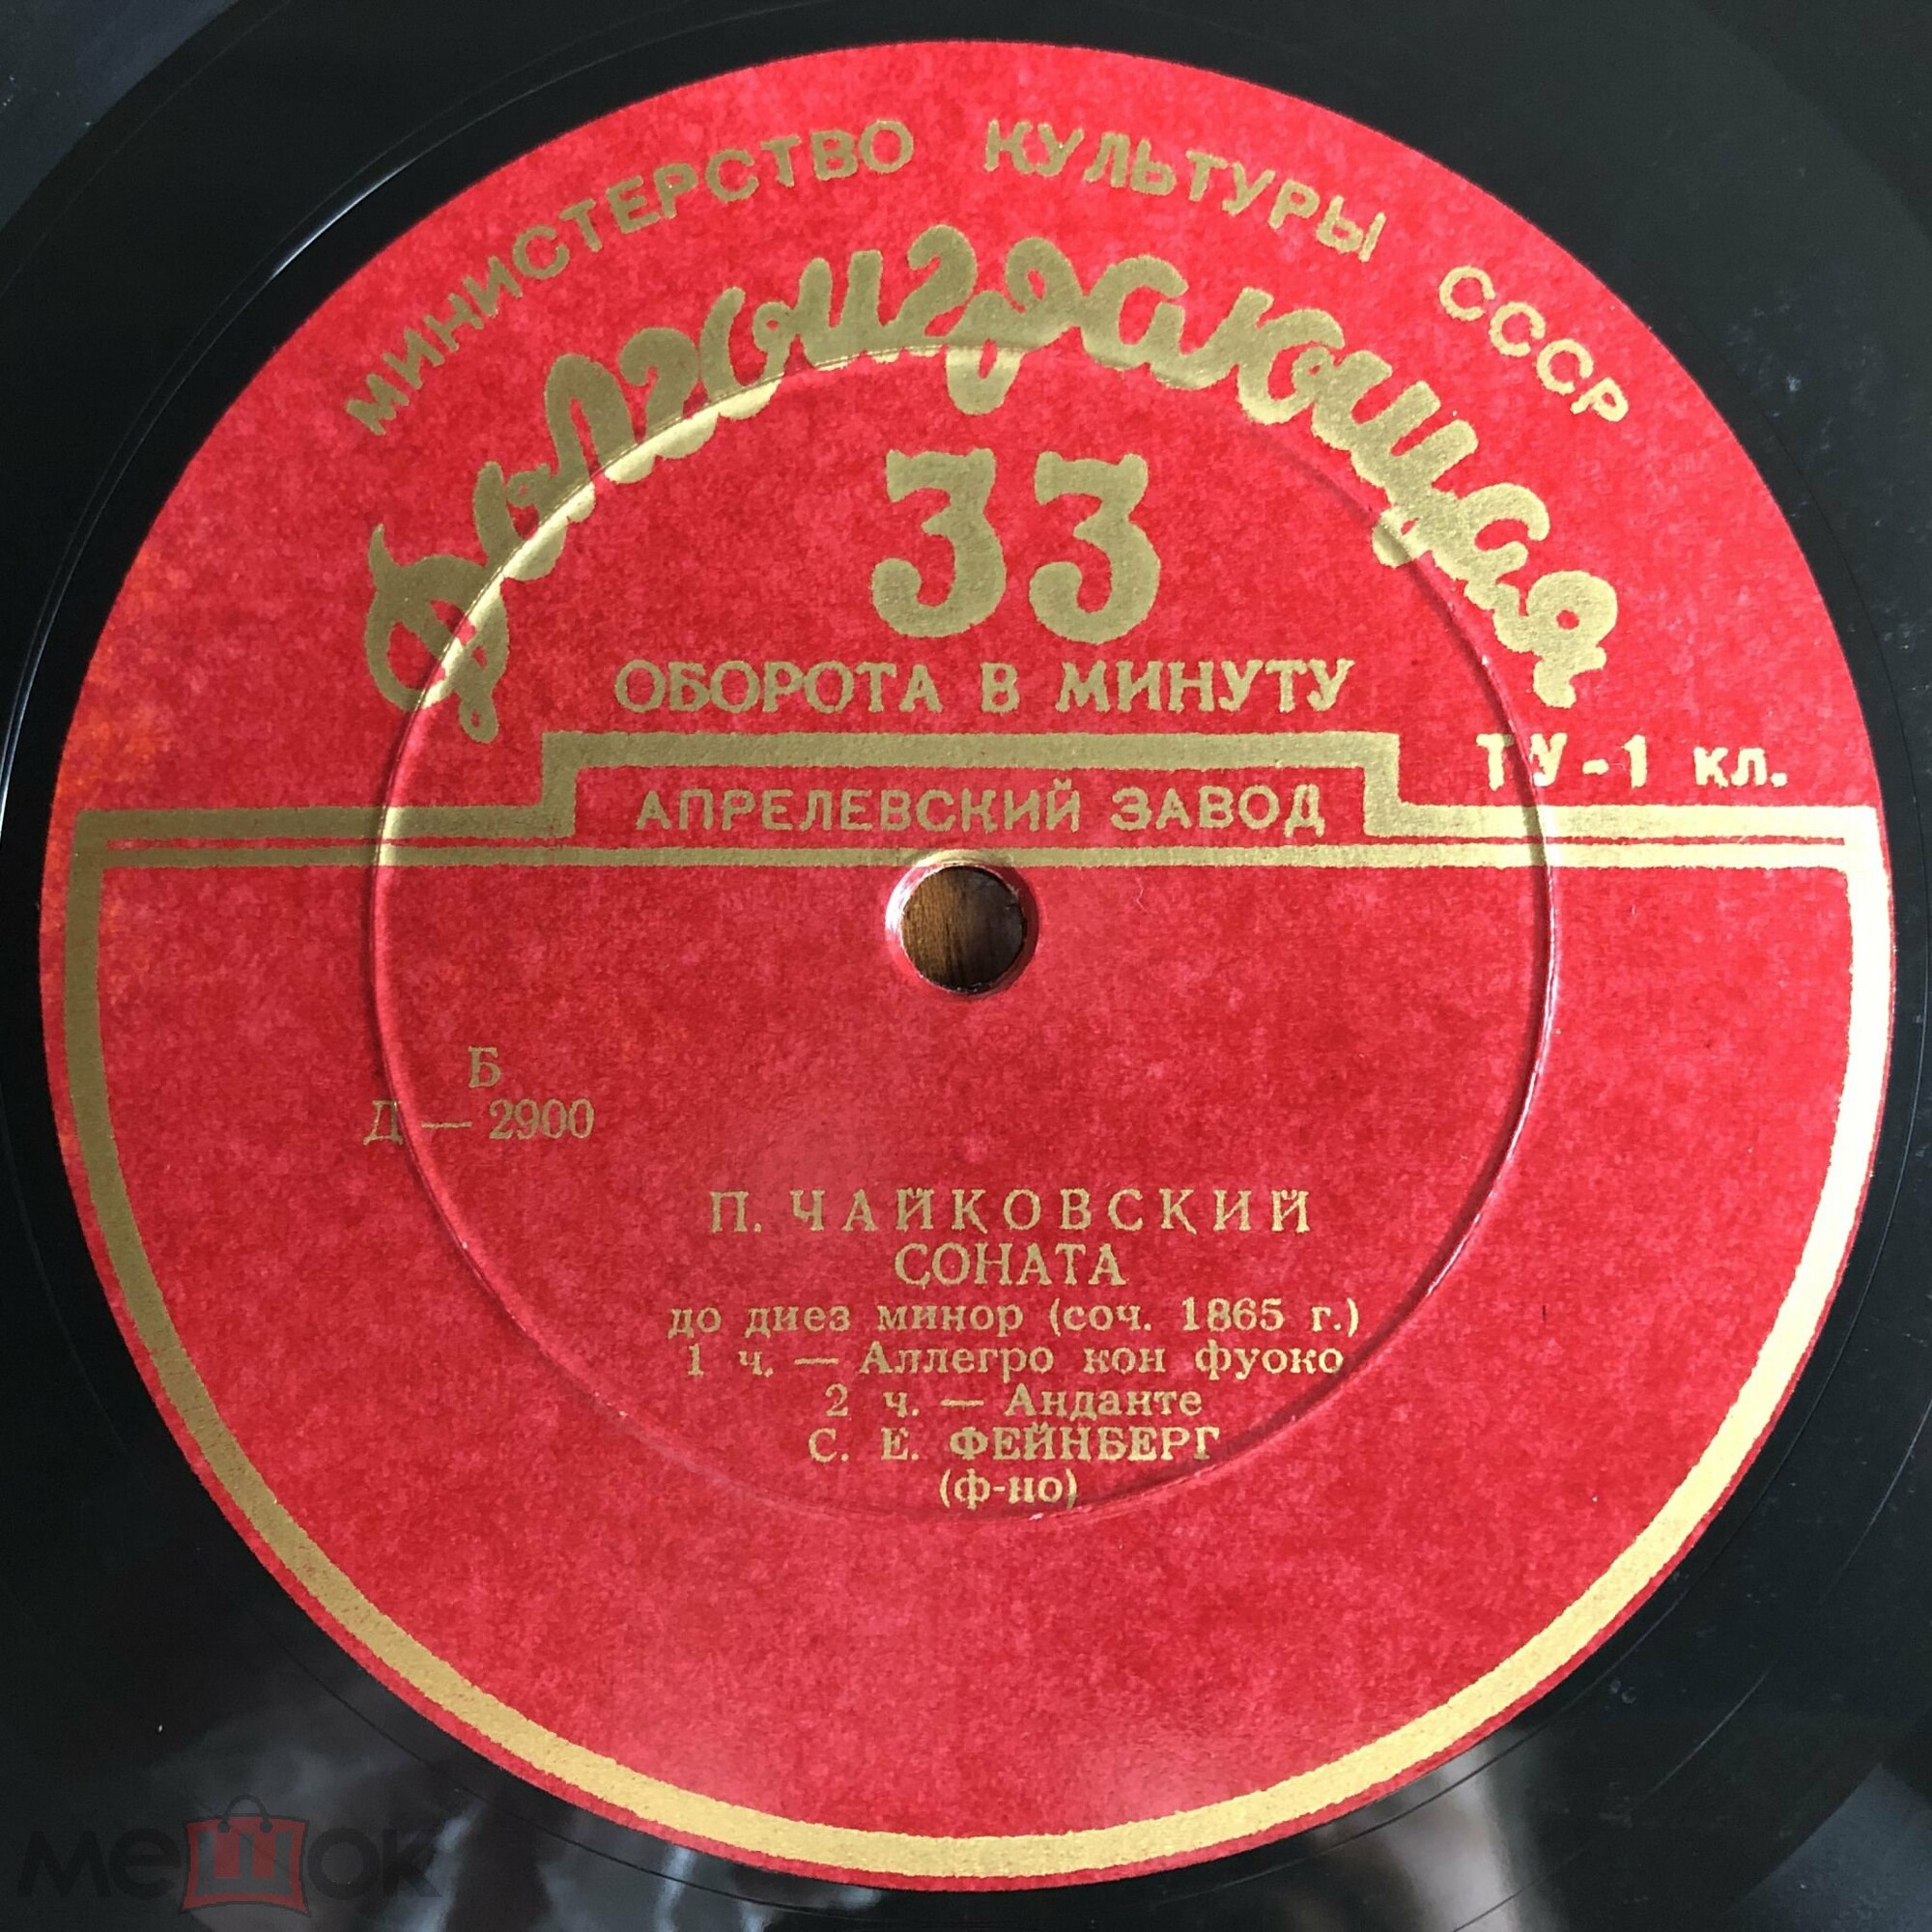 МИНИСТЕРСТВО КУЛЬТУРЫ СССР
Долгоиграющая
33
ОБОРОТА В МИНУТУ
ТУ-1 кл.
АПРЕЛЕВСКИЙ ЗАВОД
Б
Д — 2900
П. ЧАЙКОВСКИЙ
СОНАТА
до диез минор (соч. 1865 г.)
1 ч. — Аллегро кон фуоко
2 ч. — Анданте
С. Е. ФЕЙНБЕРГ
(ф-но)
мешок